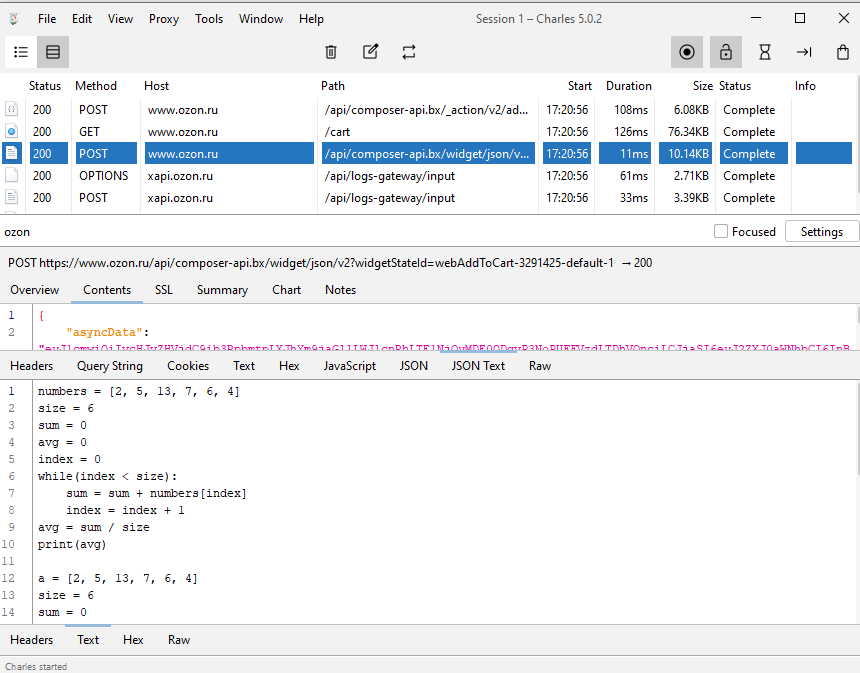 File Edit View Proxy Tools Window Help Session 1 – Charles 5.0.2
Status Method Host Path Start Duration Size Status Info
200 POST www.ozon.ru /api/composer-api.bx/_action/v2/ad... 17:20:56 108ms 6.08KB Complete
200 GET www.ozon.ru /cart 17:20:56 126ms 76.34KB Complete
200 POST www.ozon.ru /api/composer-api.bx/widget/json/v... 17:20:56 11ms 10.14KB Complete
200 OPTIONS xapi.ozon.ru /api/logs-gateway/input 17:20:56 61ms 2.71KB Complete
200 POST xapi.ozon.ru /api/logs-gateway/input 17:20:56 33ms 3.39KB Complete
ozon Focused Settings
POST https://www.ozon.ru/api/composer-api.bx/widget/json/v2?widgetStateId=webAddToCart-3291425-default-1 → 200
Overview Contents SSL Summary Chart Notes
1 {
2 "asyncData":
Headers Query String Cookies Text Hex JavaScript JSON JSON Text Raw
1 numbers = [2, 5, 13, 7, 6, 4]
2 size = 6
3 sum = 0
4 avg = 0
5 index = 0
6 while(index < size):
7 sum = sum + numbers[index]
8 index = index + 1
9 avg = sum / size
10 print(avg)
11
12 a = [2, 5, 13, 7, 6, 4]
13 size = 6
14 sum = 0
Headers Text Hex Raw
Charles started